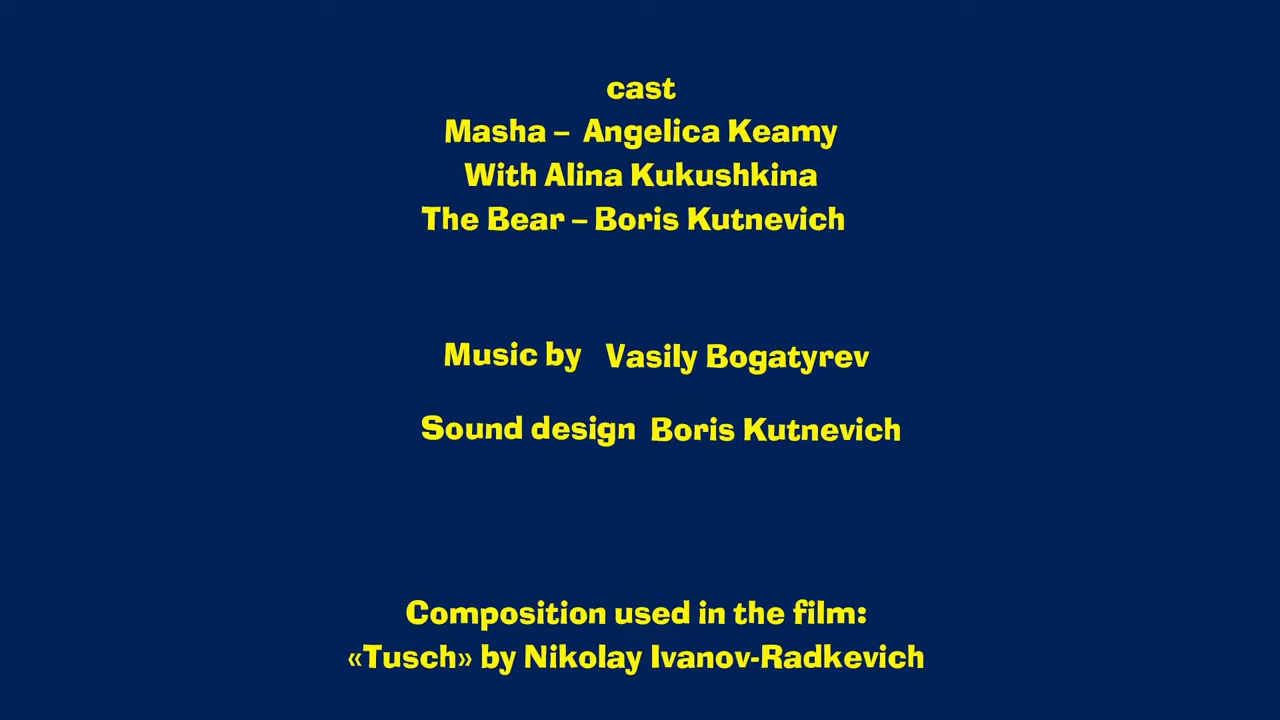 cast
Masha – Angelica Keamy
With Alina Kukushkina
The Bear – Boris Kutnevich
Music by Vasily Bogatyrev
Sound design Boris Kutnevich
Composition used in the film:
«Tusch» by Nikolay Ivanov-Radkevich